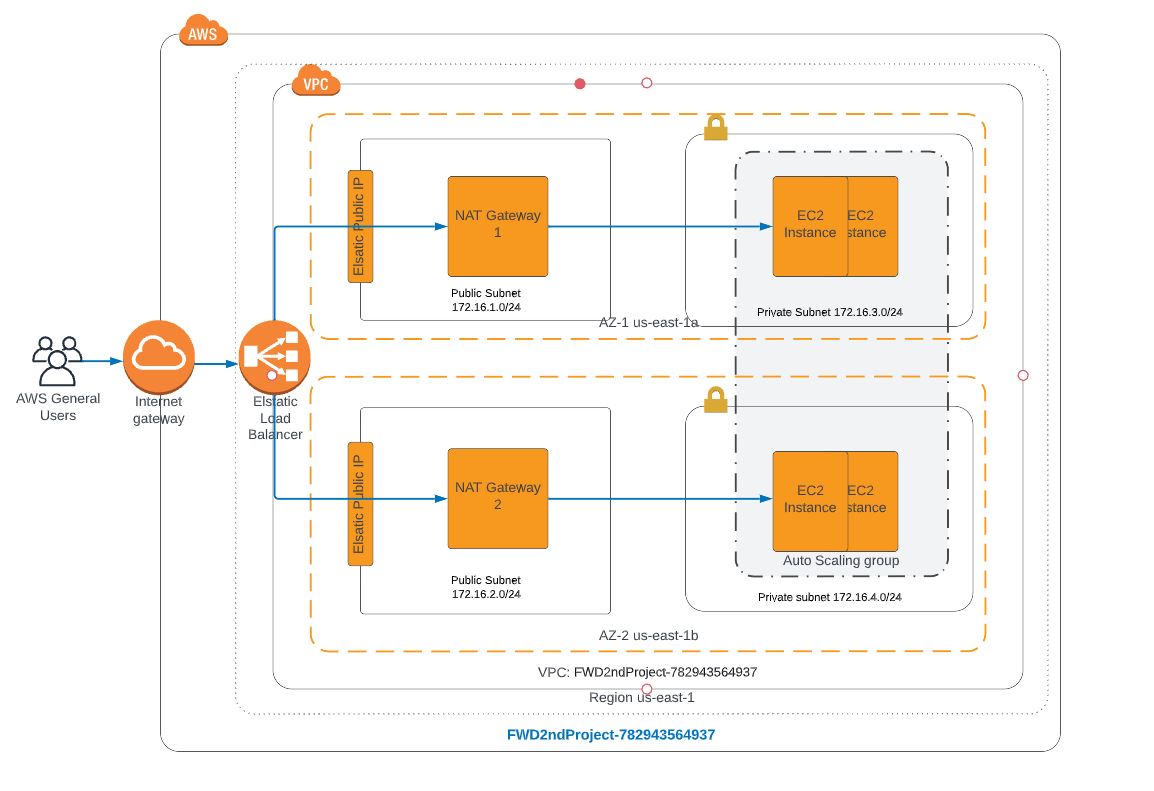 AWS
VPC
Elsatic Public IP
NAT Gateway
1
EC2
Instance
EC2
stance
Public Subnet
172.16.1.0/24
Private Subnet 172.16.3.0/24
AZ-1 us-east-1a
AWS General
Users
Internet
gateway
Elstatic
Load
Balancer
Elsatic Public IP
NAT Gateway
2
EC2
Instance
EC2
stance
Auto Scaling group
Public Subnet
172.16.2.0/24
Private subnet 172.16.4.0/24
AZ-2 us-east-1b
VPC: FWD2ndProject-782943564937
Region us-east-1
FWD2ndProject-782943564937